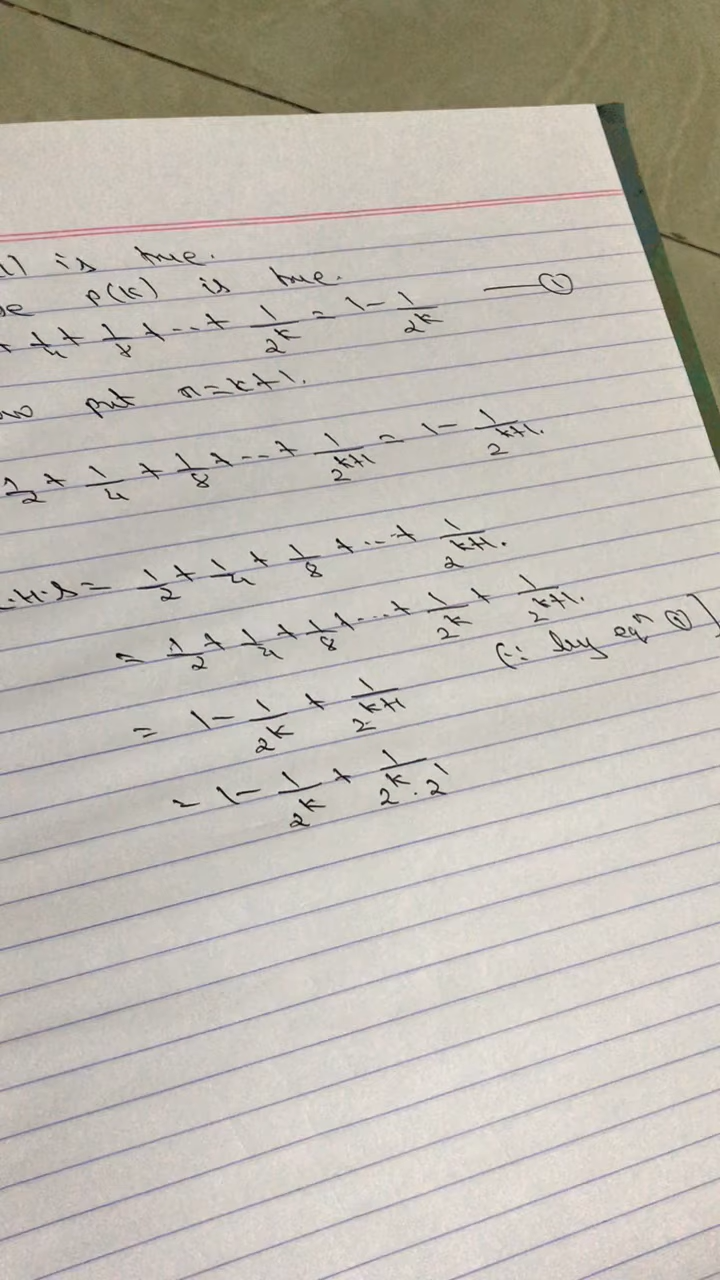 is true.
P(K) is true.
1/4 + 1/8 + ... + 1/2^K = 1 - 1/2^K —— ①
put n = K+1.
1/2 + 1/4 + 1/8 + ... + 1/2^{K+1} = 1 - 1/2^{K+1}.
L.H.S = 1/2 + 1/4 + 1/8 + ... + 1/2^{K+1}.
= 1/2 + 1/4 + 1/8 + ... + 1/2^K + 1/2^{K+1}.
(∵ by eqⁿ ①]
= 1 - 1/2^K + 1/2^{K+1}
= 1 - 1/2^K + 1/2^K . 2^1